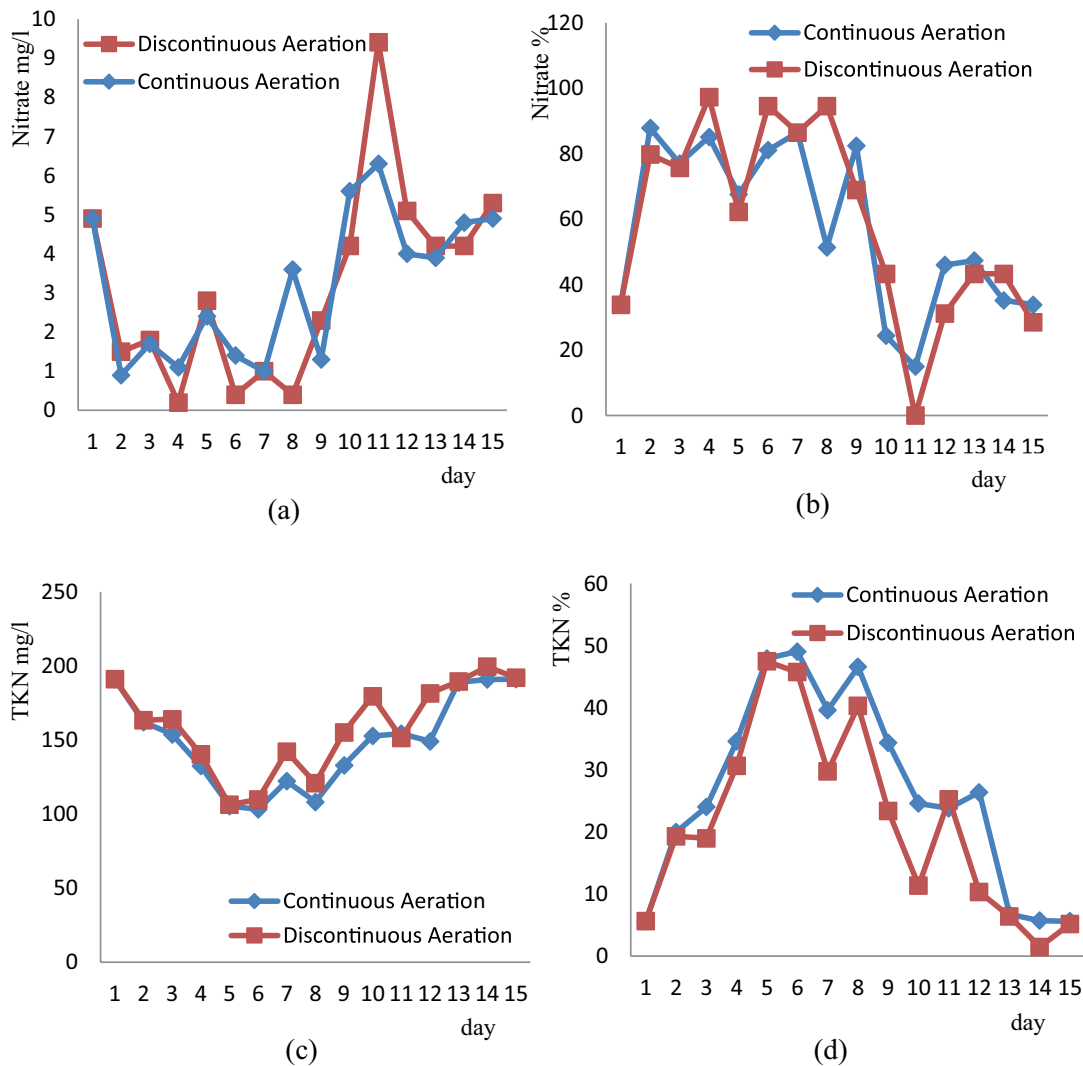 Nitrate mg/l
10
9
8
7
6
5
4
3
2
1
0
Discontinuous Aeration
Continuous Aeration
1 2 3 4 5 6 7 8 9 10 11 12 13 14 15
day
(a)
Nitrate %
120
100
80
60
40
20
0
Continuous Aeration
Discontinuous Aeration
1 2 3 4 5 6 7 8 9 10 11 12 13 14 15
day
(b)
TKN mg/l
250
200
150
100
50
0
Continuous Aeration
Discontinuous Aeration
1 2 3 4 5 6 7 8 9 10 11 12 13 14 15
day
(c)
TKN %
60
50
40
30
20
10
0
Continuous Aeration
Discontinuous Aeration
1 2 3 4 5 6 7 8 9 10 11 12 13 14 15
day
(d)